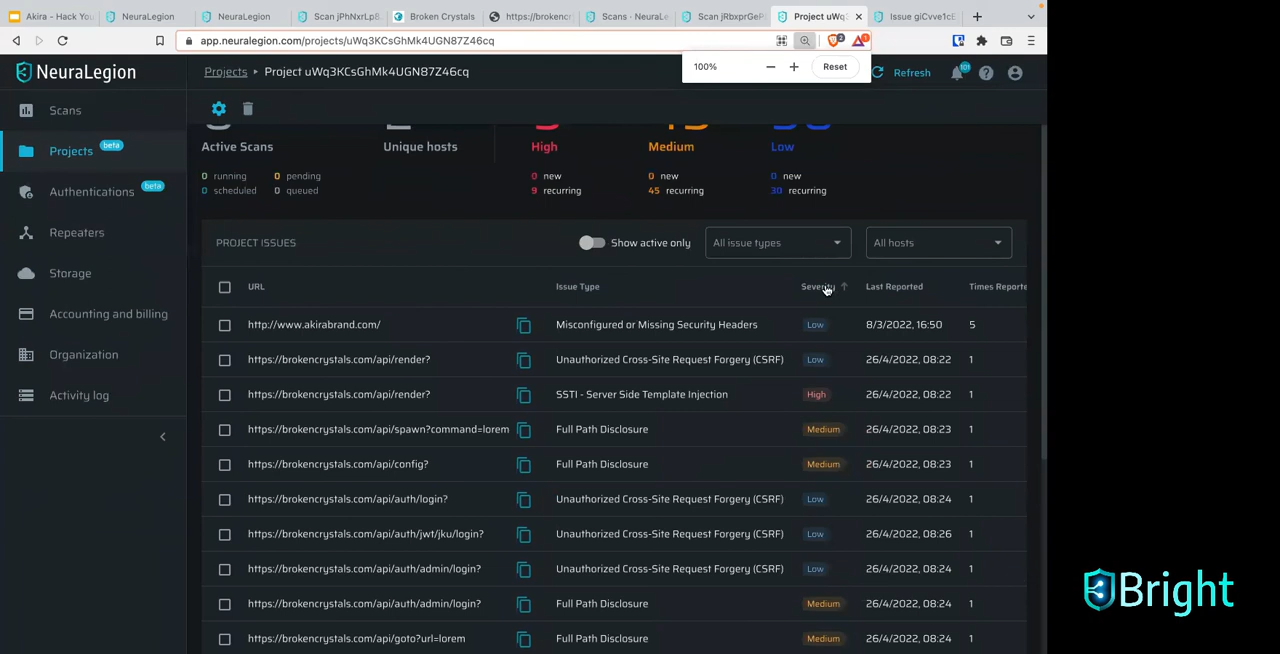 Akira - Hack You
NeuraLegion
NeuraLegion
Scan jPhNxrLp8
Broken Crystals
https://brokencr
Scans - NeuraLe
Scan jRbxprGeP
Project uWq3
Issue giCvve1cE
app.neuralegion.com/projects/uWq3KCsGhMk4UGN87Z46cq
2
1
100%
Reset
NeuraLegion
Projects
Project uWq3KCsGhMk4UGN87Z46cq
Refresh
101
Scans
Projects beta
Authentications beta
Repeaters
Storage
Accounting and billing
Organization
Activity log
Active Scans
Unique hosts
High
Medium
Low
0 running
0 pending
0 new
0 new
0 new
0 scheduled
0 queued
9 recurring
45 recurring
30 recurring
PROJECT ISSUES
Show active only
All issue types
All hosts
URL
Issue Type
Severity
Last Reported
Times Reporte
http://www.akirabrand.com/ Misconfigured or Missing Security Headers Low 8/3/2022, 16:50 5
https://brokencrystals.com/api/render? Unauthorized Cross-Site Request Forgery (CSRF) Low 26/4/2022, 08:22 1
https://brokencrystals.com/api/render? SSTI - Server Side Template Injection High 26/4/2022, 08:22 1
https://brokencrystals.com/api/spawn?command=lorem Full Path Disclosure Medium 26/4/2022, 08:23 1
https://brokencrystals.com/api/config? Full Path Disclosure Medium 26/4/2022, 08:23 1
https://brokencrystals.com/api/auth/login? Unauthorized Cross-Site Request Forgery (CSRF) Low 26/4/2022, 08:24 1
https://brokencrystals.com/api/auth/jwt/jku/login? Unauthorized Cross-Site Request Forgery (CSRF) Low 26/4/2022, 08:26 1
https://brokencrystals.com/api/auth/admin/login? Unauthorized Cross-Site Request Forgery (CSRF) Low 26/4/2022, 08:24 1
https://brokencrystals.com/api/auth/admin/login? Full Path Disclosure Medium 26/4/2022, 08:24 1
https://brokencrystals.com/api/goto?url=lorem Full Path Disclosure Medium 26/4/2022, 08:24 1
Bright